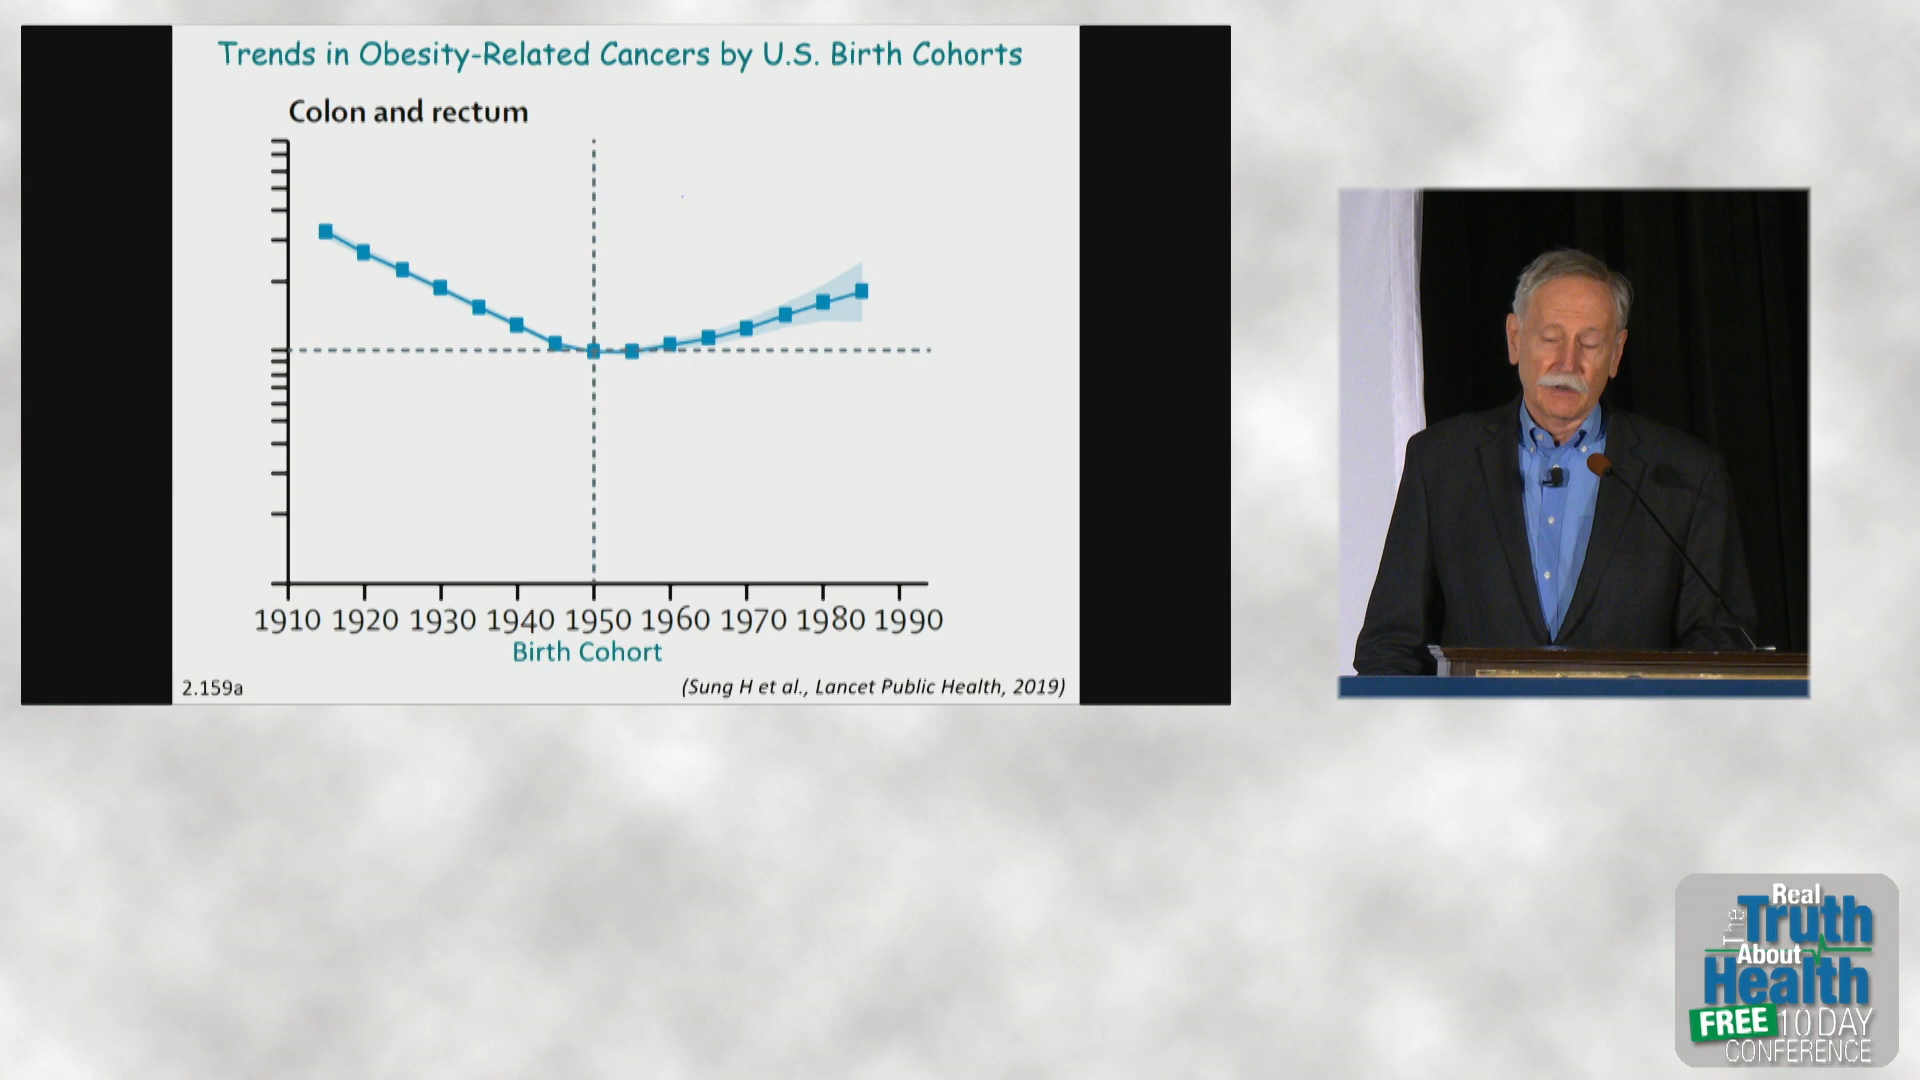 Trends in Obesity-Related Cancers by U.S. Birth Cohorts
Colon and rectum
1910 1920 1930 1940 1950 1960 1970 1980 1990
Birth Cohort
2.159a
(Sung H et al., Lancet Public Health, 2019)
The Real
Truth
About
Health
FREE 10 DAY
CONFERENCE